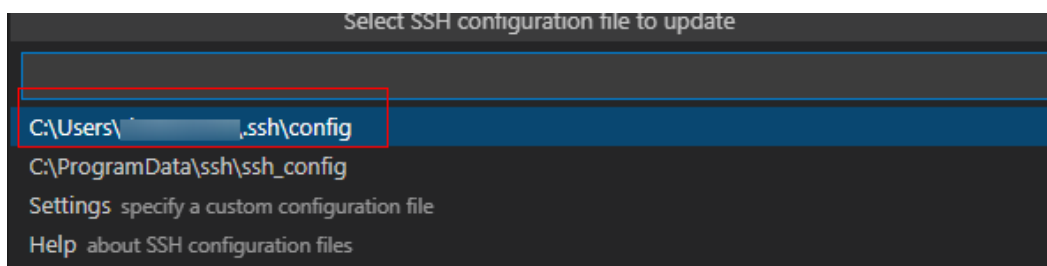 Select SSH configuration file to update
C:\Users\ .ssh\config
C:\ProgramData\ssh\ssh_config
Settings specify a custom configuration file
Help about SSH configuration files